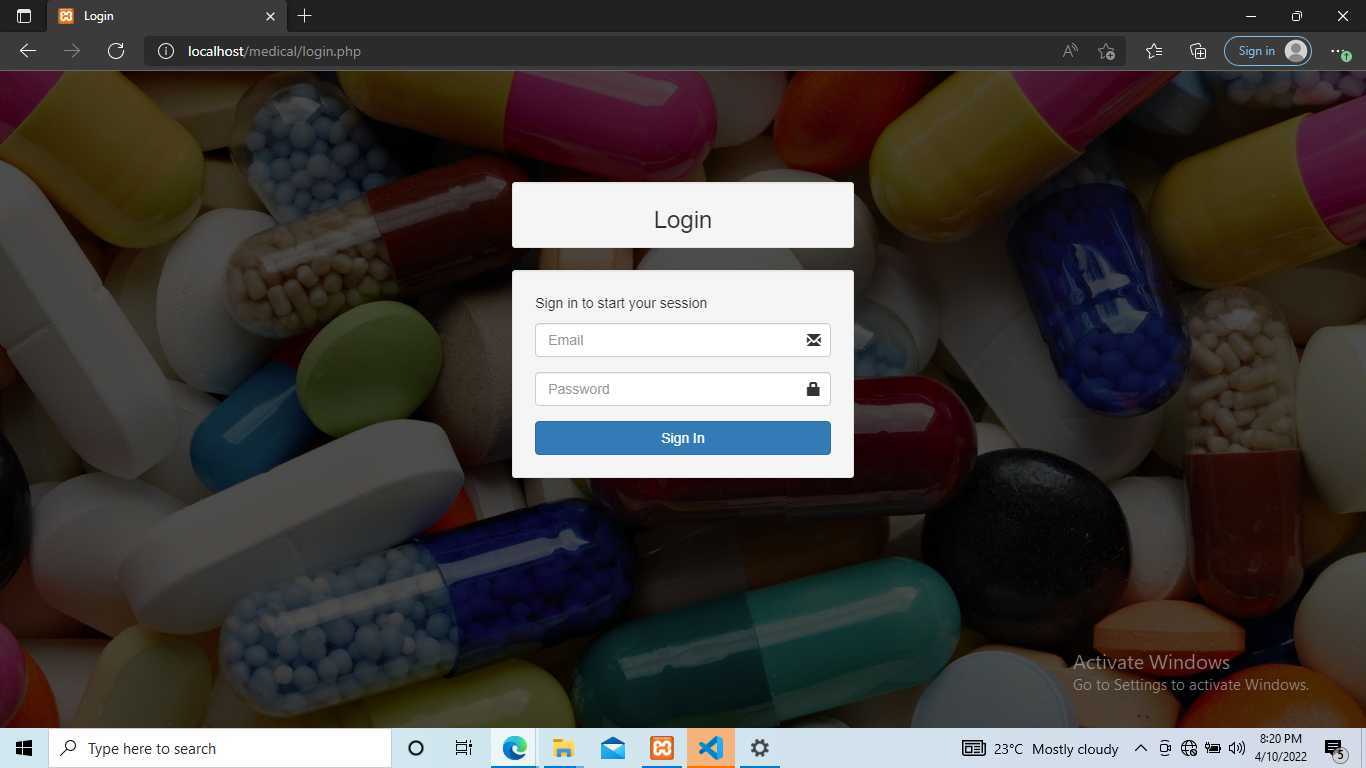 Login
localhost/medical/login.php
Sign in
Login
Sign in to start your session
Email
Password
Sign In
Activate Windows
Go to Settings to activate Windows.
Type here to search
23°C Mostly cloudy
8:20 PM
4/10/2022
5